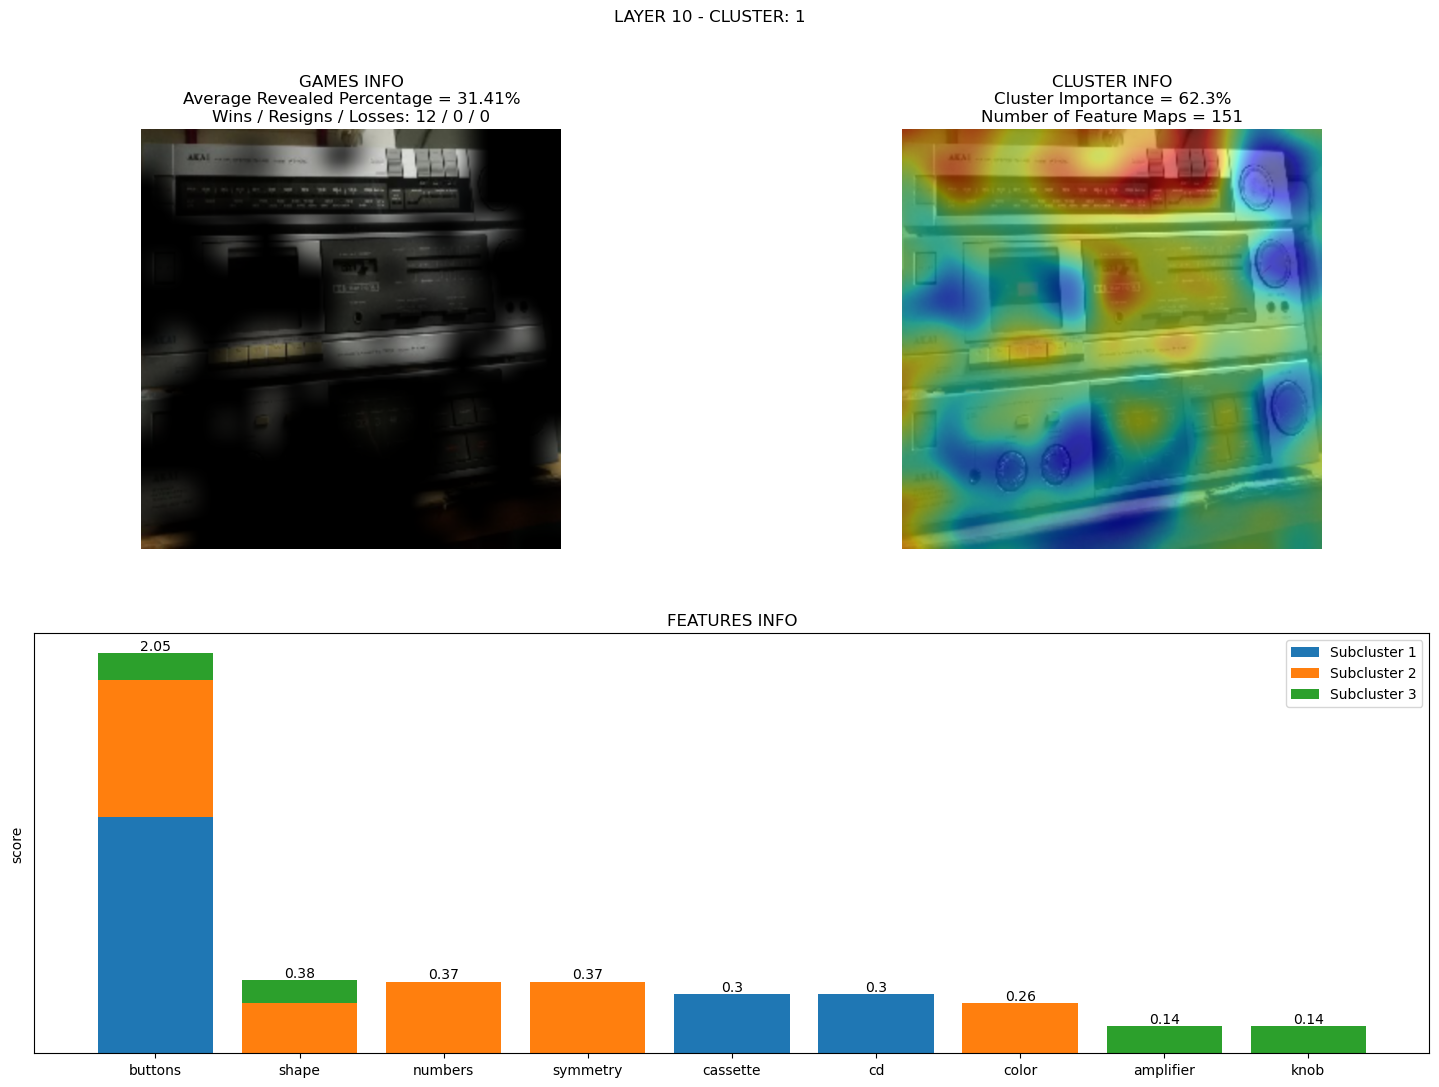 LAYER 10 - CLUSTER: 1
GAMES INFO
Average Revealed Percentage = 31.41%
Wins / Resigns / Losses: 12 / 0 / 0
CLUSTER INFO
Cluster Importance = 62.3%
Number of Feature Maps = 151
AKAI
AKAI
FEATURES INFO
score
2.05
0.38
0.37
0.37
0.3
0.3
0.26
0.14
0.14
Subcluster 1
Subcluster 2
Subcluster 3
buttons
shape
numbers
symmetry
cassette
cd
color
amplifier
knob